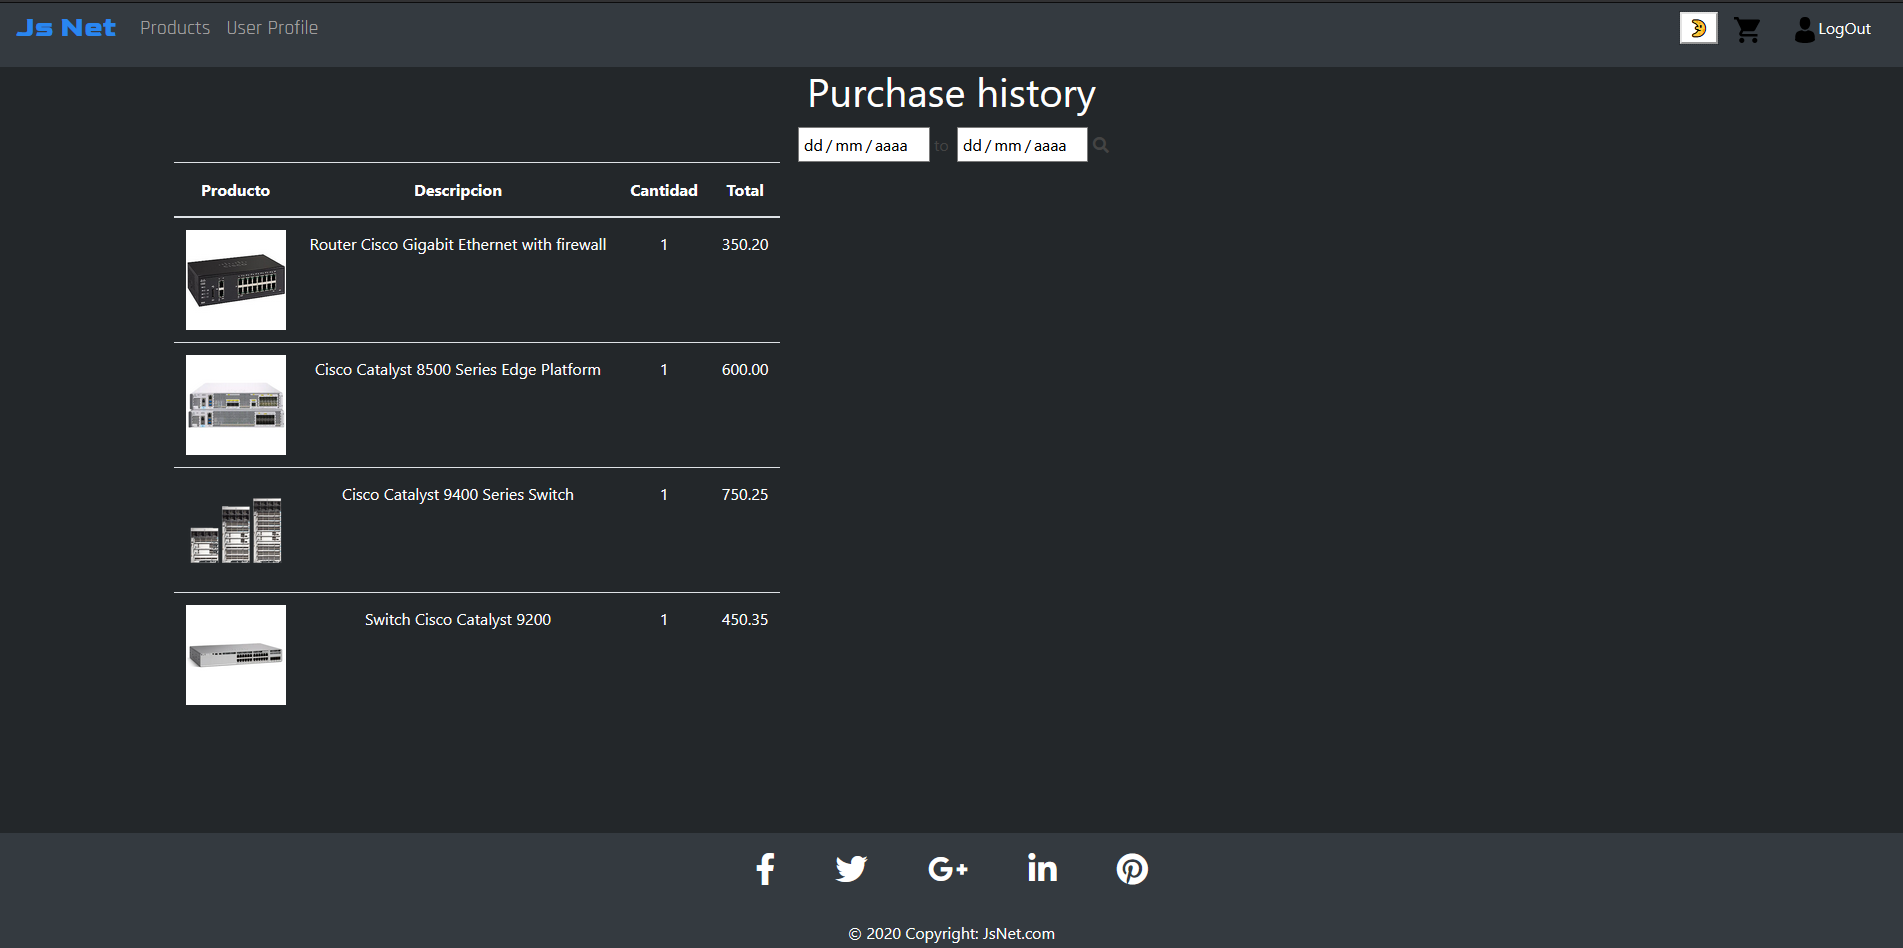 Js Net Products User Profile LogOut
Purchase history
dd / mm / aaaa to dd / mm / aaaa
Producto Descripcion Cantidad Total
Router Cisco Gigabit Ethernet with firewall 1 350.20
Cisco Catalyst 8500 Series Edge Platform 1 600.00
Cisco Catalyst 9400 Series Switch 1 750.25
Switch Cisco Catalyst 9200 1 450.35
© 2020 Copyright: JsNet.com